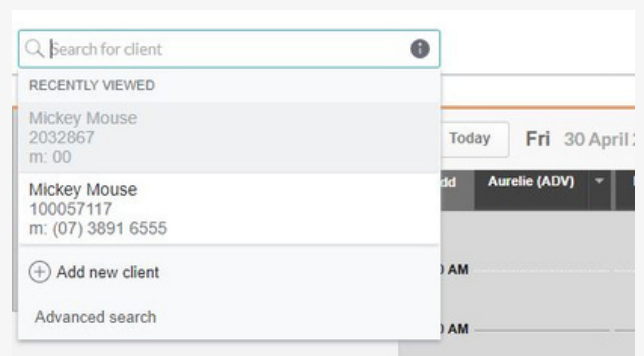 Search for client
RECENTLY VIEWED
Mickey Mouse
2032867
m: 00
Mickey Mouse
100057117
m: (07) 3891 6555
Add new client
Advanced search
Today Fri 30 April
Aurelie (ADV)
AM
AM